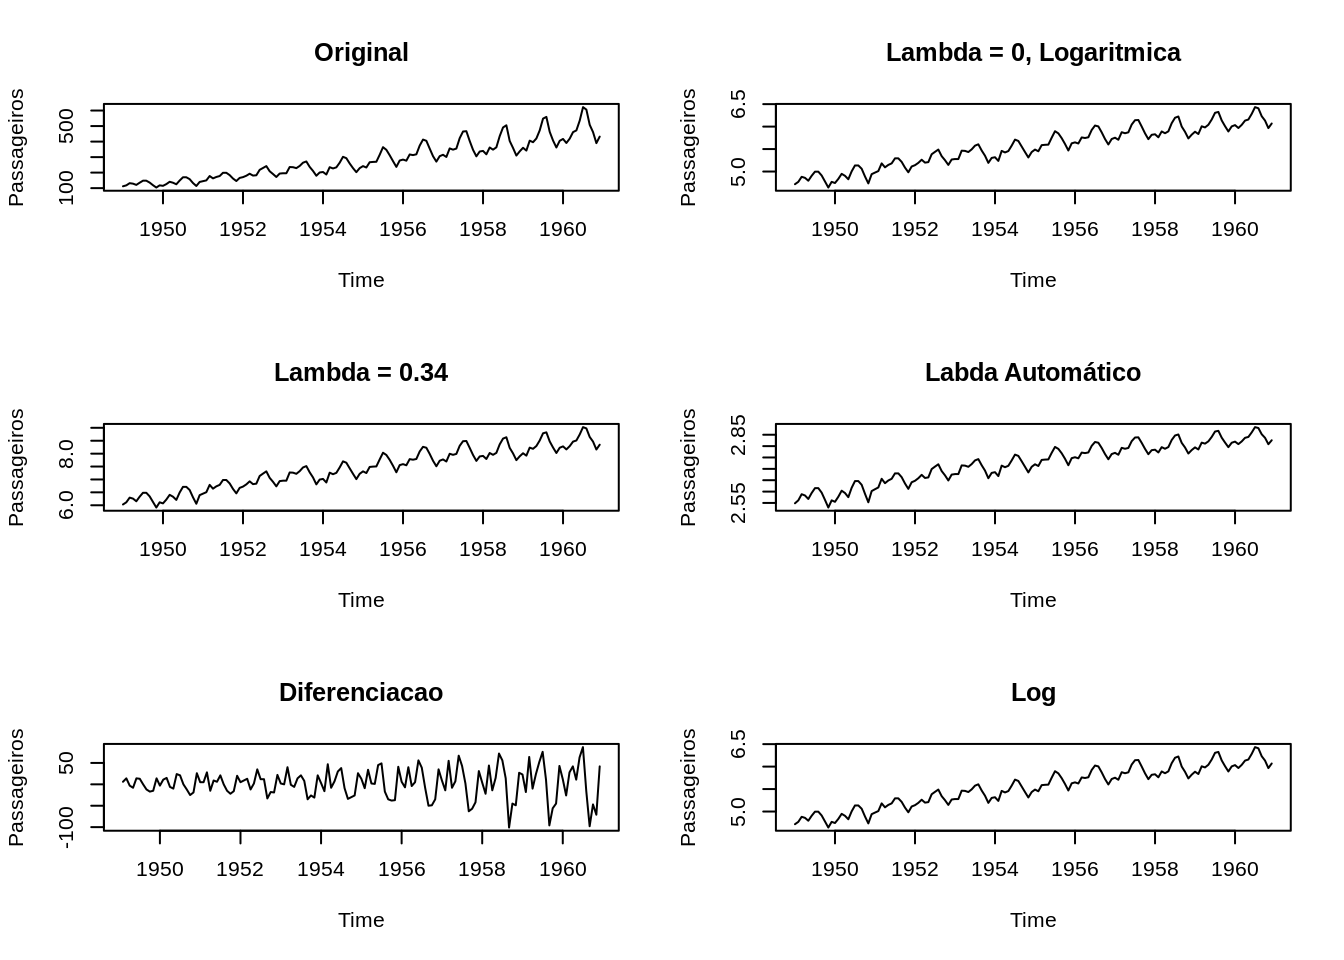 Original
Passageiros
500
100
1950 1952 1954 1956 1958 1960
Time
Lambda = 0, Logaritmica
Passageiros
6.5
5.0
1950 1952 1954 1956 1958 1960
Time
Lambda = 0.34
Passageiros
8.0
6.0
1950 1952 1954 1956 1958 1960
Time
Labda Automático
Passageiros
2.85
2.55
1950 1952 1954 1956 1958 1960
Time
Diferenciacao
Passageiros
50
-100
1950 1952 1954 1956 1958 1960
Time
Log
Passageiros
6.5
5.0
1950 1952 1954 1956 1958 1960
Time